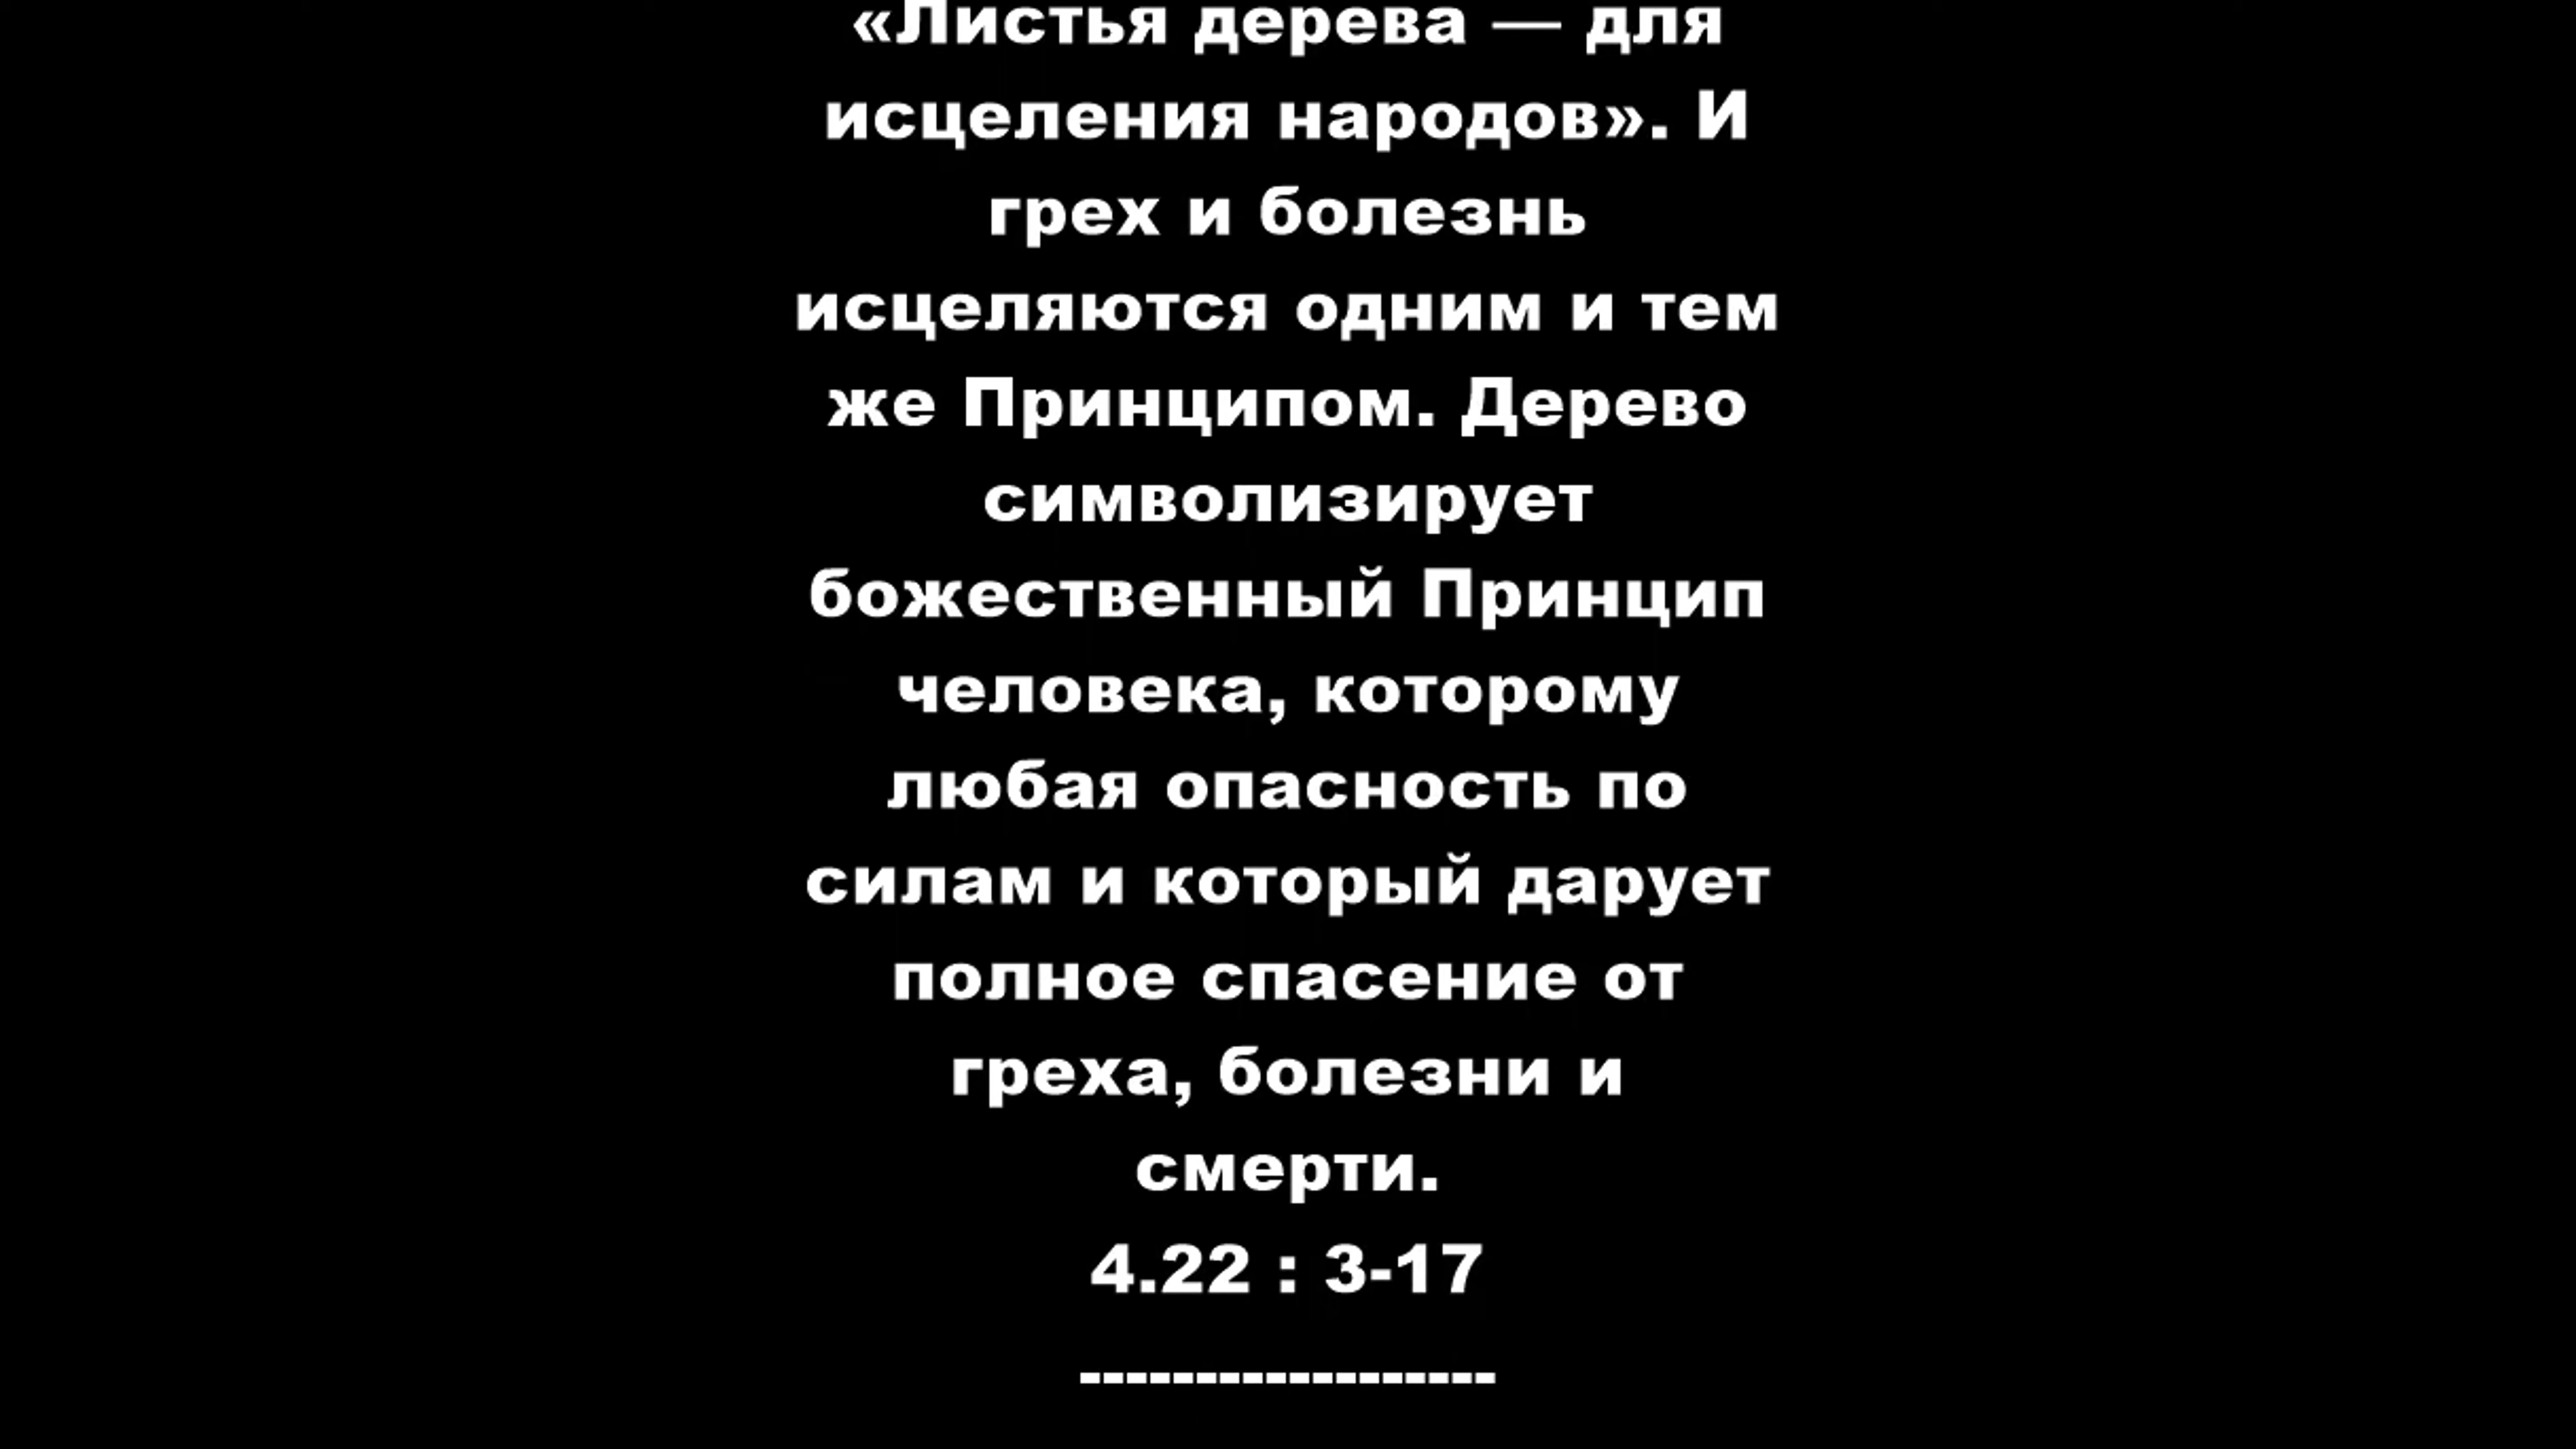 «Листья дерева — для
исцеления народов». И
грех и болезнь
исцеляются одним и тем
же Принципом. Дерево
символизирует
божественный Принцип
человека, которому
любая опасность по
силам и который дарует
полное спасение от
греха, болезни и
смерти.
4.22 : 3-17
------------------